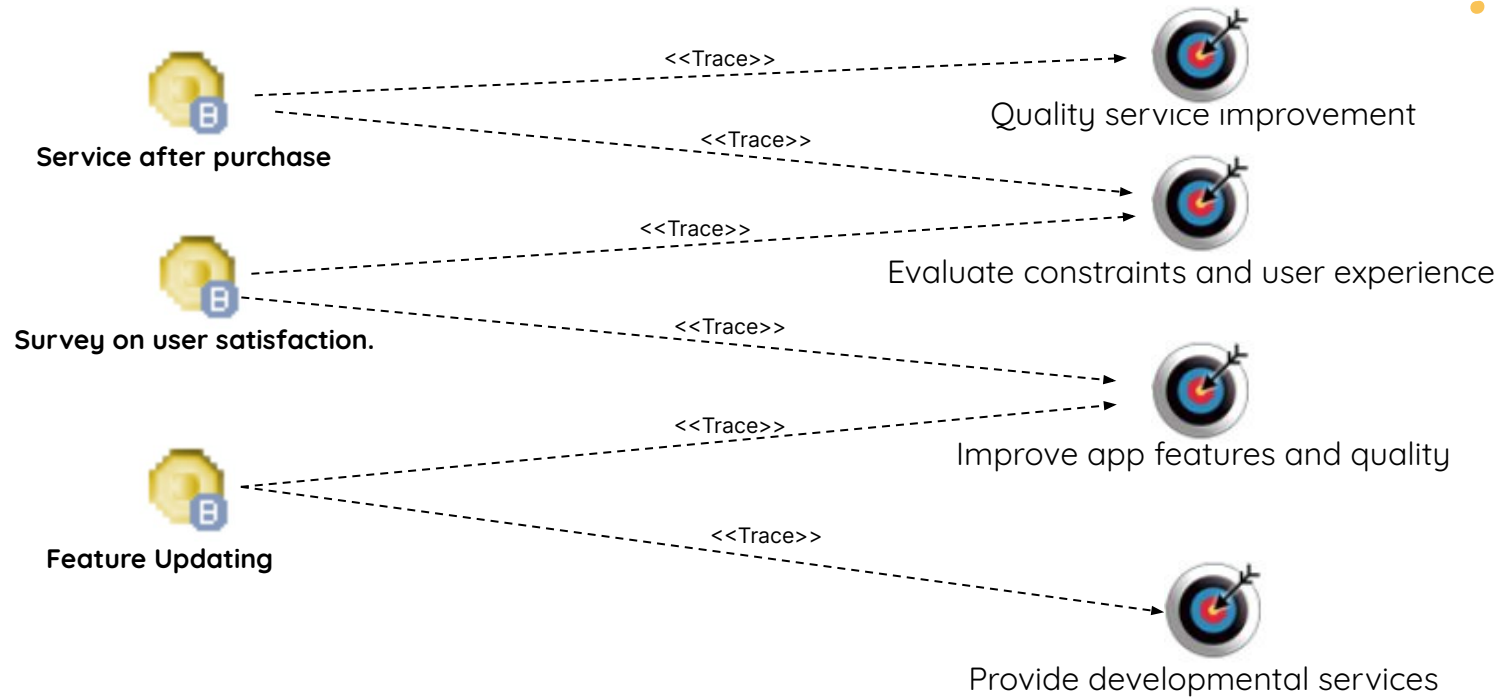 <<Trace>>
Quality service improvement
B
<<Trace>>
Service after purchase
<<Trace>>
Evaluate constraints and user experience
B
<<Trace>>
Survey on user satisfaction.
<<Trace>>
Improve app features and quality
B
<<Trace>>
Feature Updating
Provide developmental services